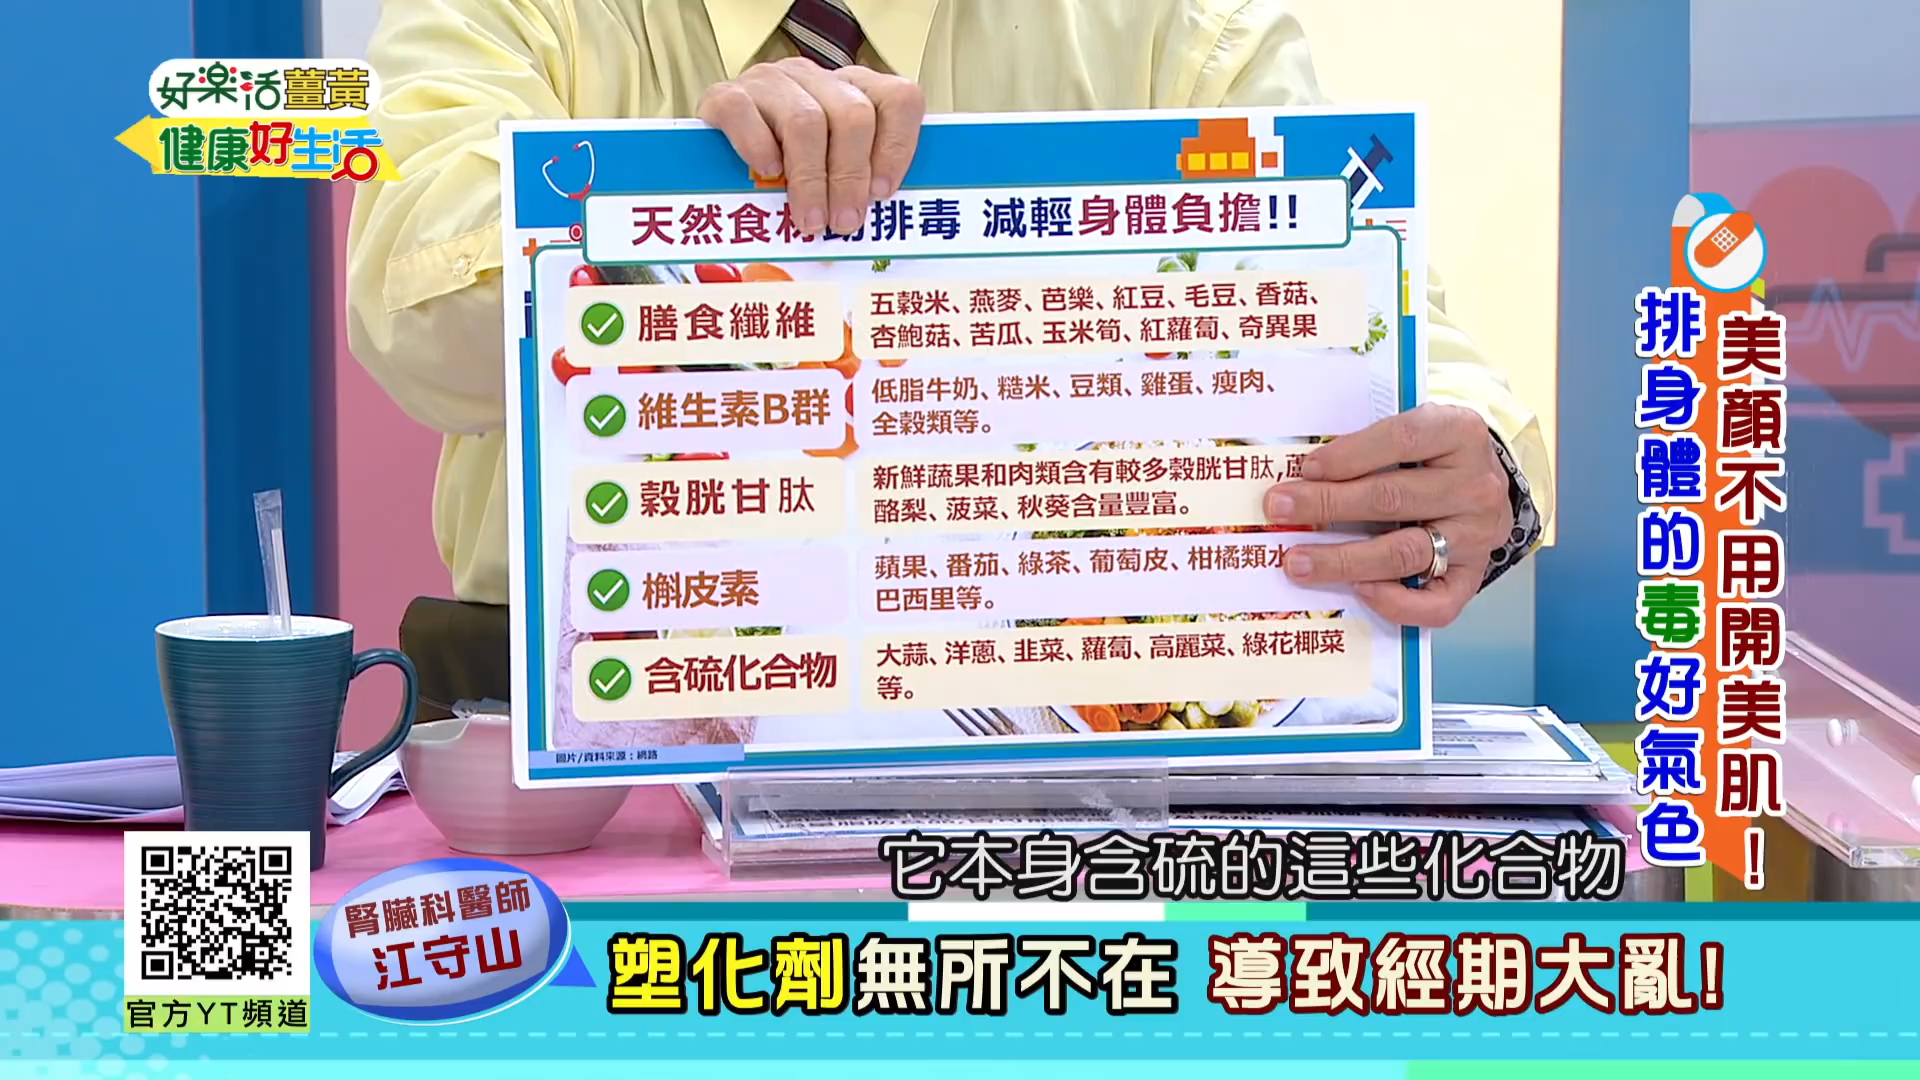 好樂活薑黃
健康好生活
天然食材助排毒 減輕身體負擔!!
膳食纖維
五穀米、燕麥、芭樂、紅豆、毛豆、香菇、
杏鮑菇、苦瓜、玉米筍、紅蘿蔔、奇異果
維生素B群
低脂牛奶、糙米、豆類、雞蛋、瘦肉、
全穀類等。
穀胱甘肽
新鮮蔬果和肉類含有較多穀胱甘肽,蘆
酪梨、菠菜、秋葵含量豐富。
槲皮素
蘋果、番茄、綠茶、葡萄皮、柑橘類水
巴西里等。
含硫化合物
大蒜、洋蔥、韭菜、蘿蔔、高麗菜、綠花椰菜
等。
圖片/資料來源：網路
美顏不用開美肌！
排身體的毒好氣色
它本身含硫的這些化合物
腎臟科醫師
江守山
塑化劑無所不在 導致經期大亂!
官方YT頻道